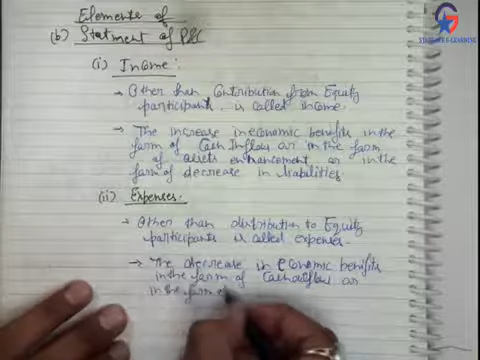 Elements of
(b) Statment of P&L
(i) Income:
→ Other than Contribution from Equity
participant is called income.
→ The increase in economic benefits in the
form of Cash Inflow or in the form
of assets enhancement or in the
form of decrease in liabilities
(ii) Expenses.
→ Other than distribution to Equity
participants is called expenses.
→ The decrease in economic benefits
in the form of Cash outflow or
in the form of